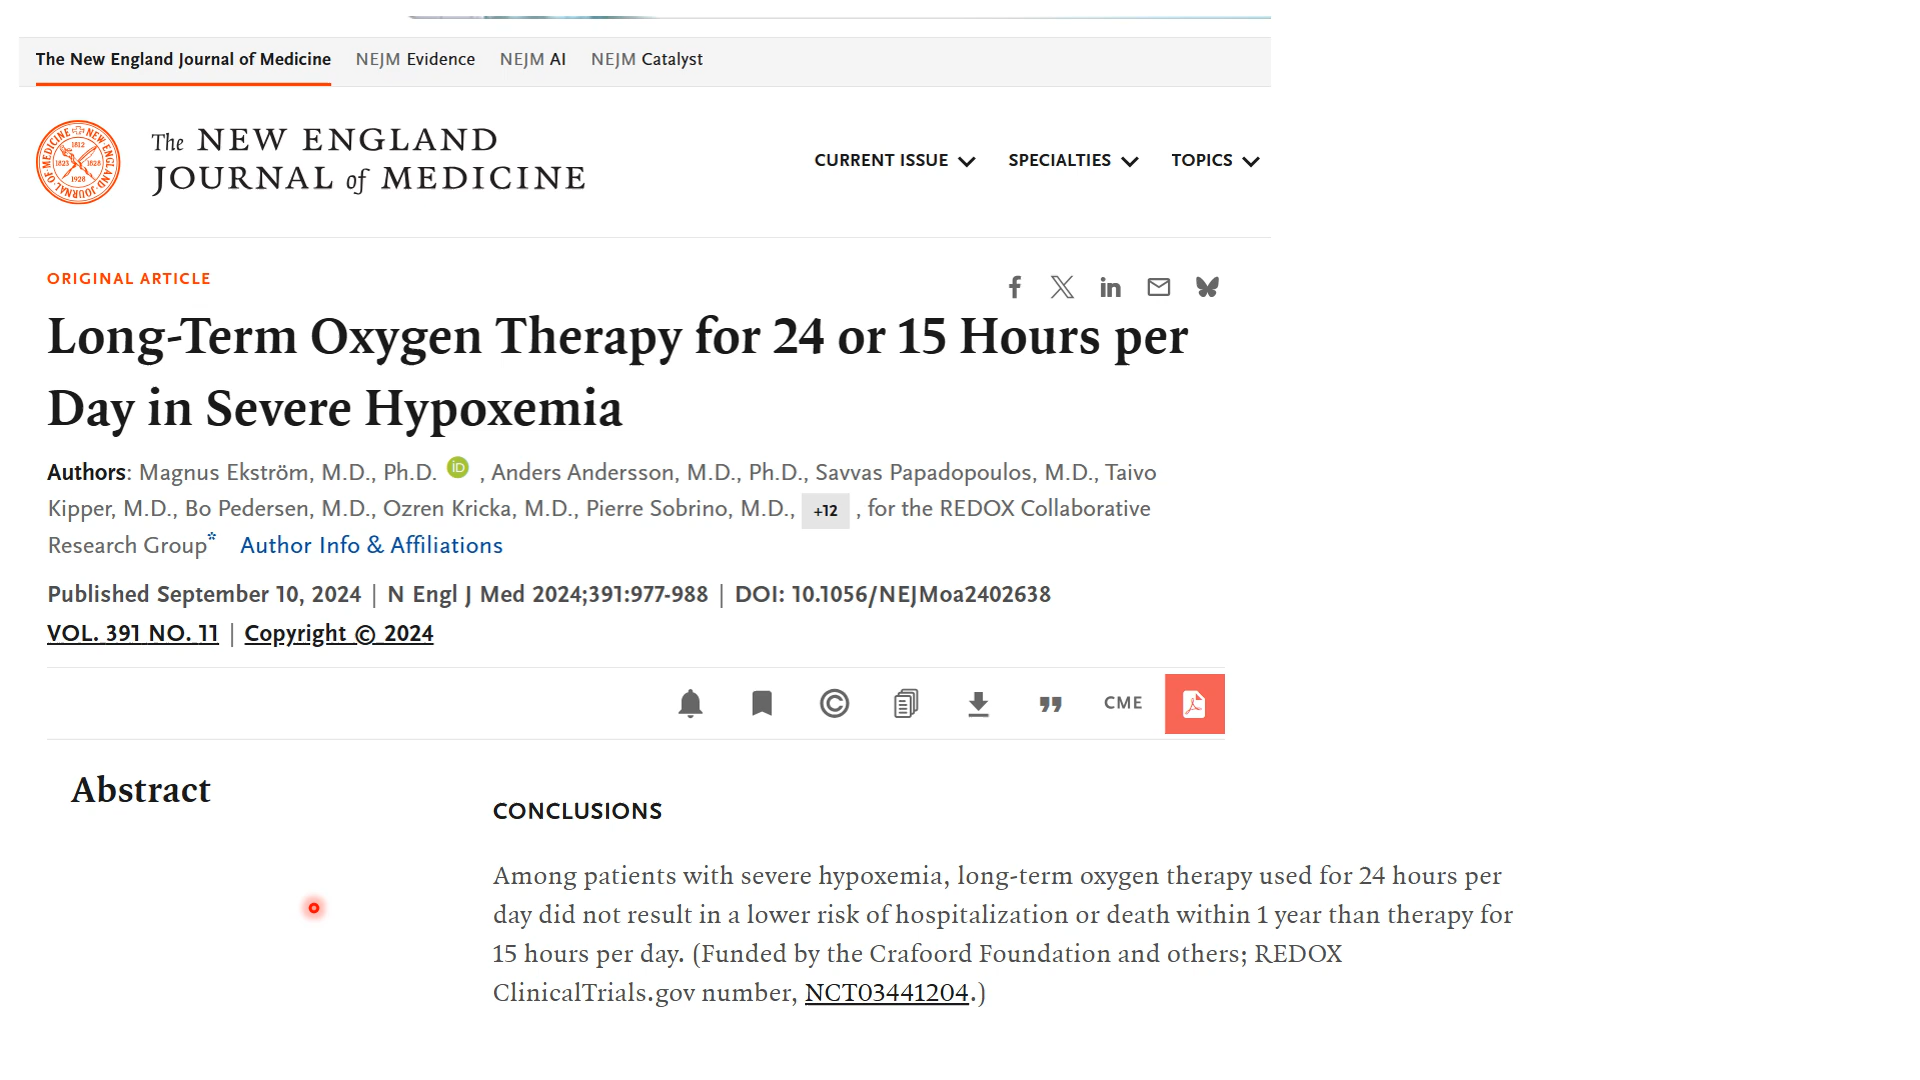 The New England Journal of Medicine NEJM Evidence NEJM AI NEJM Catalyst
The NEW ENGLAND
JOURNAL of MEDICINE
CURRENT ISSUE SPECIALTIES TOPICS
ORIGINAL ARTICLE
Long-Term Oxygen Therapy for 24 or 15 Hours per
Day in Severe Hypoxemia
Authors: Magnus Ekström, M.D., Ph.D. iD , Anders Andersson, M.D., Ph.D., Savvas Papadopoulos, M.D., Taivo
Kipper, M.D., Bo Pedersen, M.D., Ozren Kricka, M.D., Pierre Sobrino, M.D., +12 , for the REDOX Collaborative
Research Group* Author Info & Affiliations
Published September 10, 2024 | N Engl J Med 2024;391:977-988 | DOI: 10.1056/NEJMoa2402638
VOL. 391 NO. 11 | Copyright © 2024
CME
Abstract
CONCLUSIONS
Among patients with severe hypoxemia, long-term oxygen therapy used for 24 hours per
day did not result in a lower risk of hospitalization or death within 1 year than therapy for
15 hours per day. (Funded by the Crafoord Foundation and others; REDOX
ClinicalTrials.gov number, NCT03441204.)